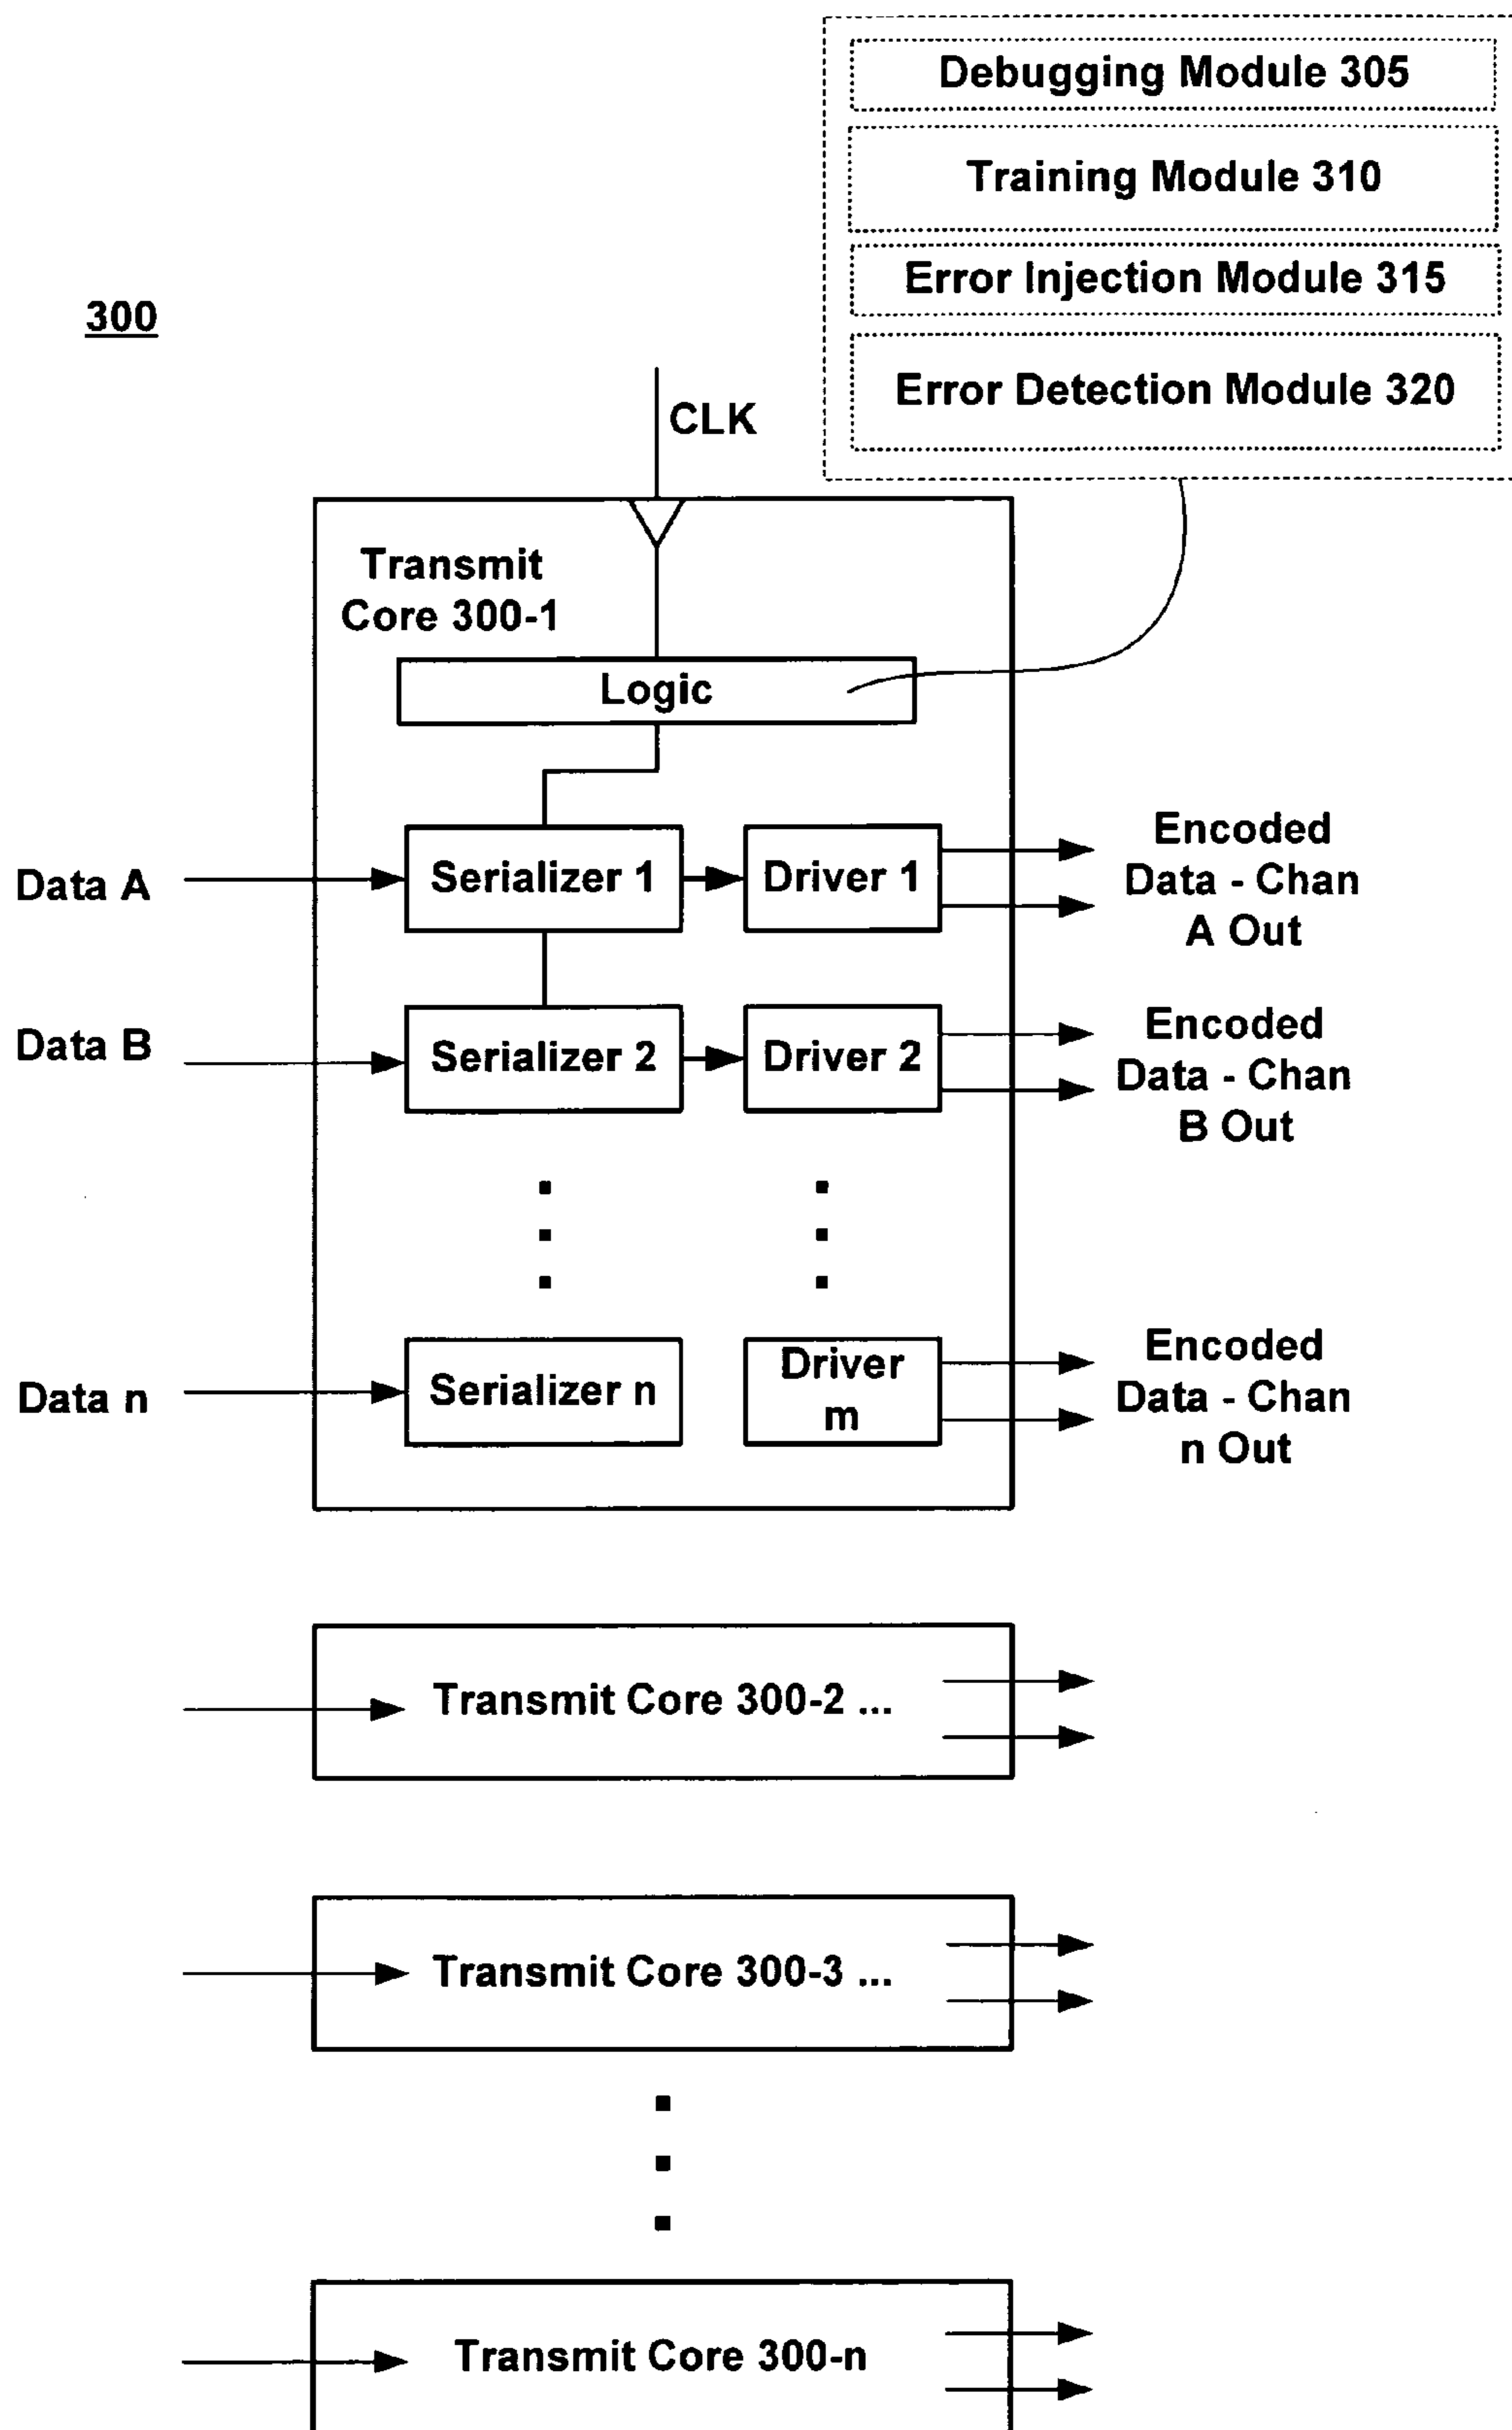 Debugging Module 305
Training Module 310
Error Injection Module 315
Error Detection Module 320
300
CLK
Transmit
Core 300-1
Logic
Data A
Serializer 1
Driver 1
Encoded
Data - Chan
A Out
Data B
Serializer 2
Driver 2
Encoded
Data - Chan
B Out
Data n
Serializer n
Driver
m
Encoded
Data - Chan
n Out
Transmit Core 300-2 ...
Transmit Core 300-3 ...
Transmit Core 300-n